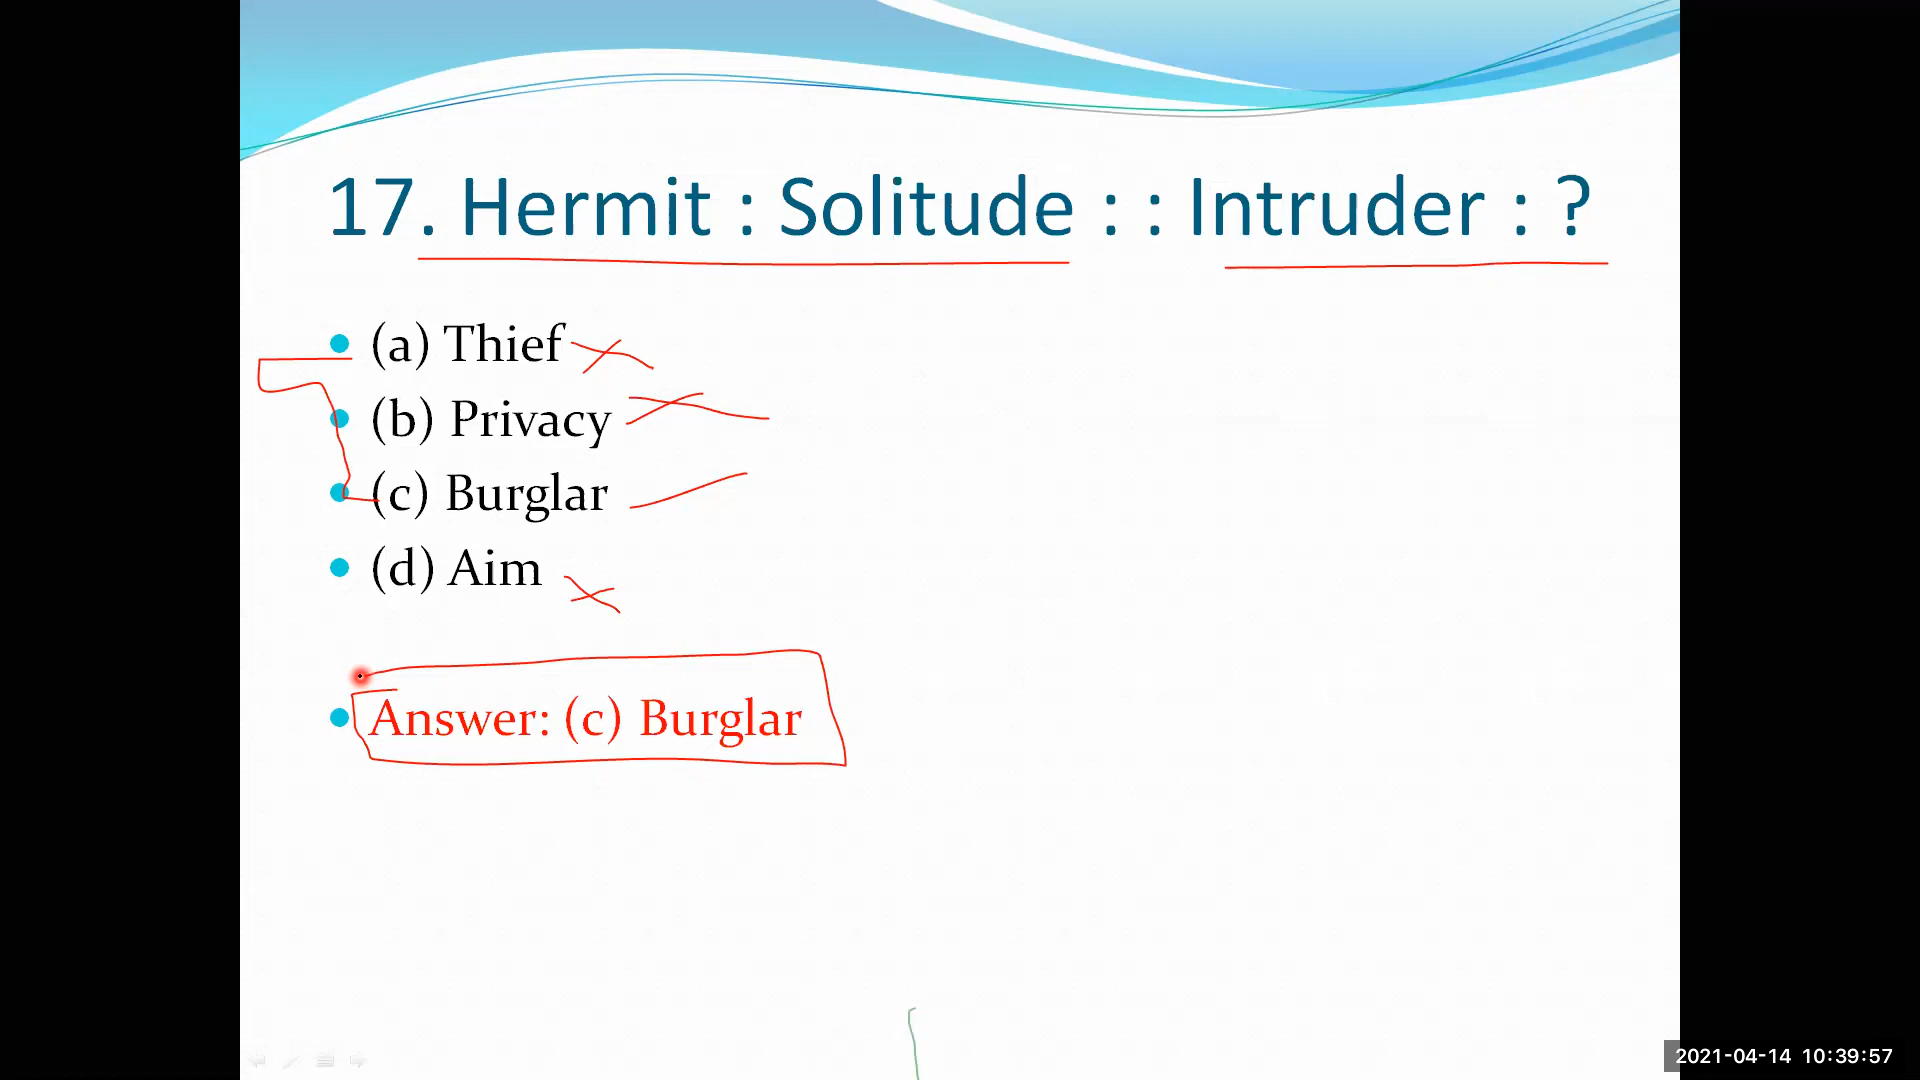 17. Hermit : Solitude : : Intruder : ?
(a) Thief
(b) Privacy
(c) Burglar
(d) Aim
Answer: (c) Burglar
2021-04-14 10:39:57